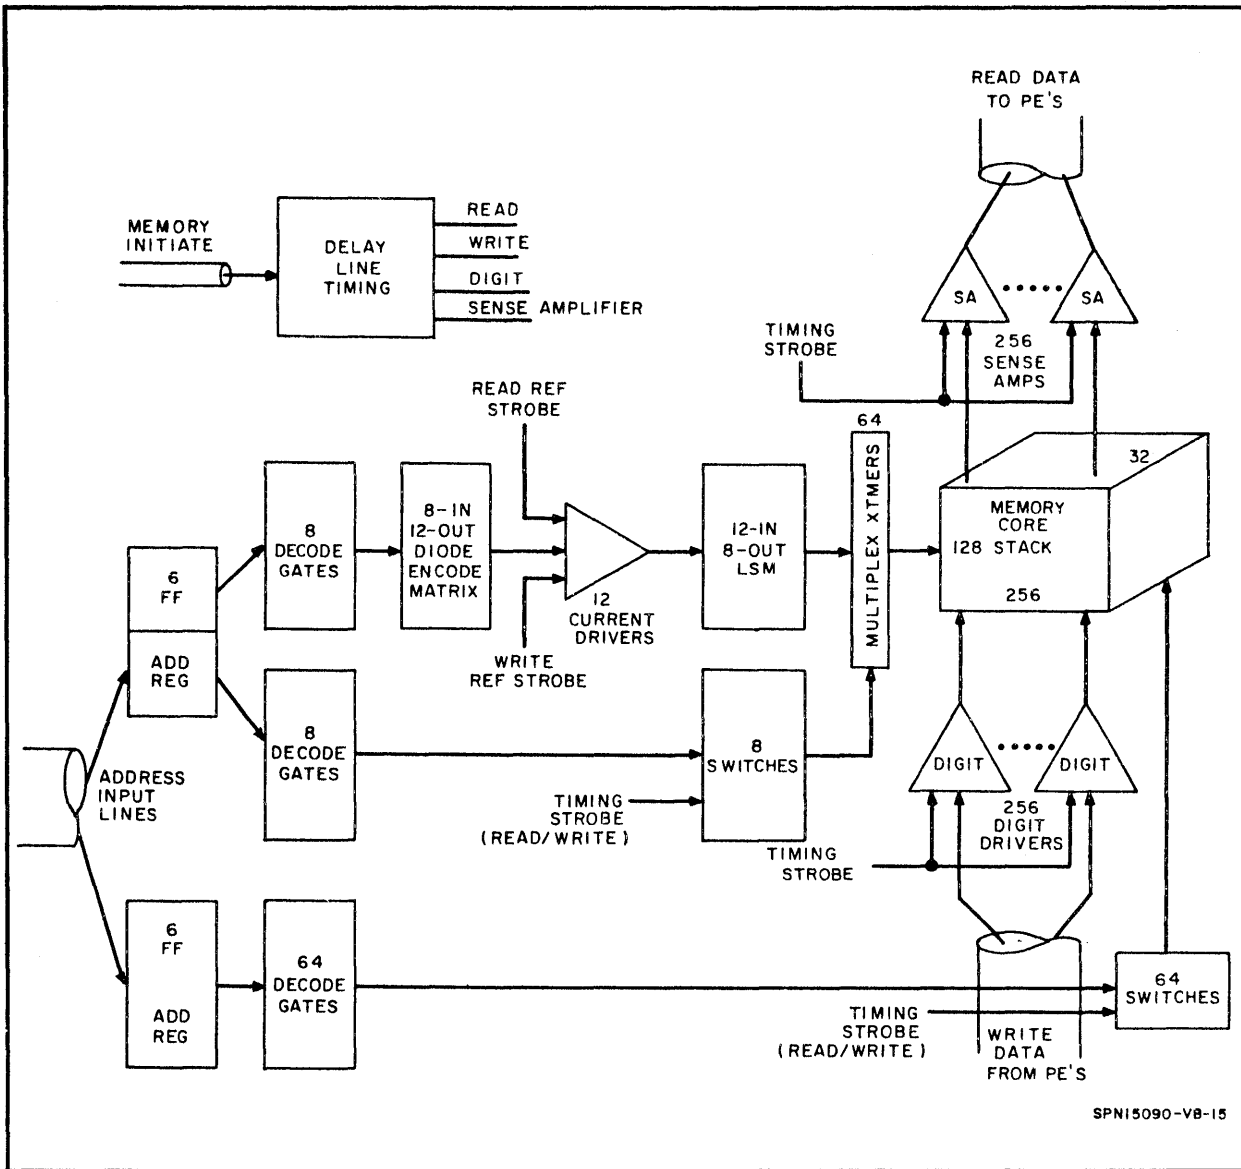 READ DATA
TO PE'S
MEMORY
INITIATE
DELAY
LINE
TIMING
READ
WRITE
DIGIT
SENSE AMPLIFIER
SA
SA
256
SENSE
AMPS
TIMING
STROBE
READ REF
STROBE
6
FF
ADD
REG
8
DECODE
GATES
8-IN
12-OUT
DIODE
ENCODE
MATRIX
12
CURRENT
DRIVERS
WRITE
REF STROBE
12-IN
8-OUT
LSM
64
MULTIPLEX XTMERS
32
MEMORY
CORE
128 STACK
256
8
DECODE
GATES
TIMING
STROBE
(READ/WRITE)
8
SWITCHES
DIGIT
DIGIT
256
DIGIT
DRIVERS
TIMING
STROBE
ADDRESS
INPUT
LINES
6
FF
ADD
REG
64
DECODE
GATES
TIMING
STROBE
(READ/WRITE)
64
SWITCHES
WRITE
DATA
FROM PE'S
SPN15090-VB-15